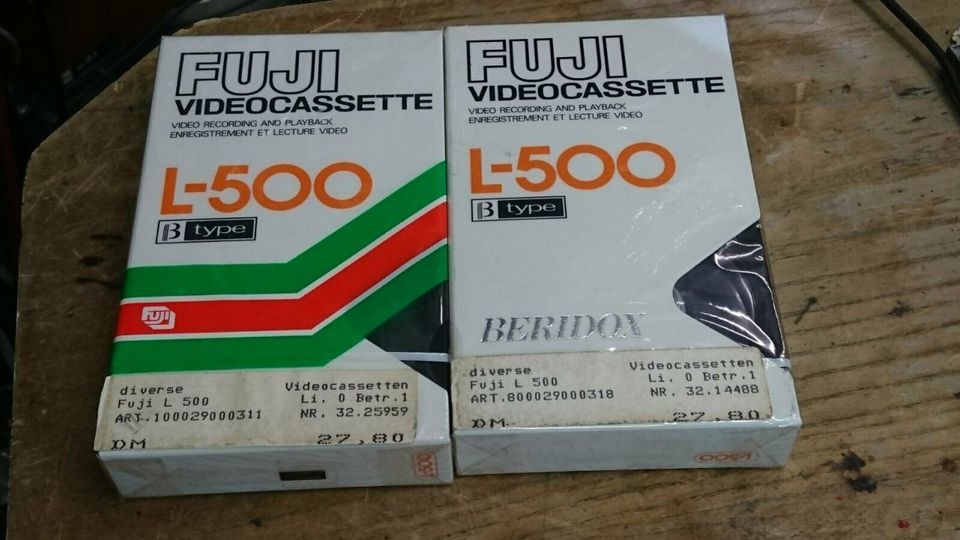 FUJI
VIDEOCASSETTE
VIDEO RECORDING AND PLAYBACK
ENREGISTREMENT ET LECTURE VIDEO
L-500
β type
FUJI
diverse Videocassetten
Fuji L 500 Li. 0 Betr.1
ART.100029000311 NR. 32.25959
DM 27,80
L-500
FUJI
VIDEOCASSETTE
VIDEO RECORDING AND PLAYBACK
ENREGISTREMENT ET LECTURE VIDEO
L-500
β type
BERIDOX
diverse Videocassetten
Fuji L 500 Li. 0 Betr.1
ART.800029000318 NR. 32.14488
DM 27,80
L-500